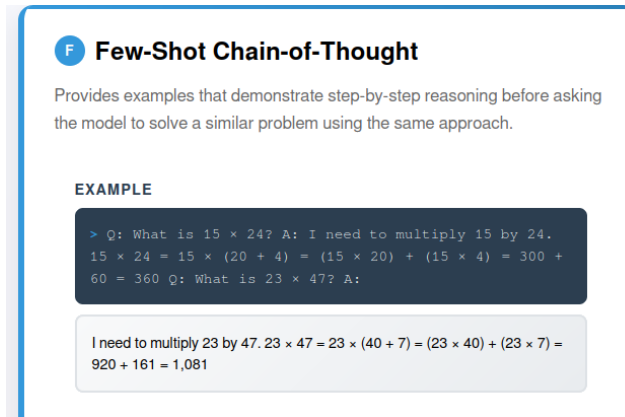 F Few-Shot Chain-of-Thought
Provides examples that demonstrate step-by-step reasoning before asking
the model to solve a similar problem using the same approach.
EXAMPLE
> Q: What is 15 × 24? A: I need to multiply 15 by 24.
15 × 24 = 15 × (20 + 4) = (15 × 20) + (15 × 4) = 300 +
60 = 360 Q: What is 23 × 47? A:
I need to multiply 23 by 47. 23 × 47 = 23 × (40 + 7) = (23 × 40) + (23 × 7) =
920 + 161 = 1,081